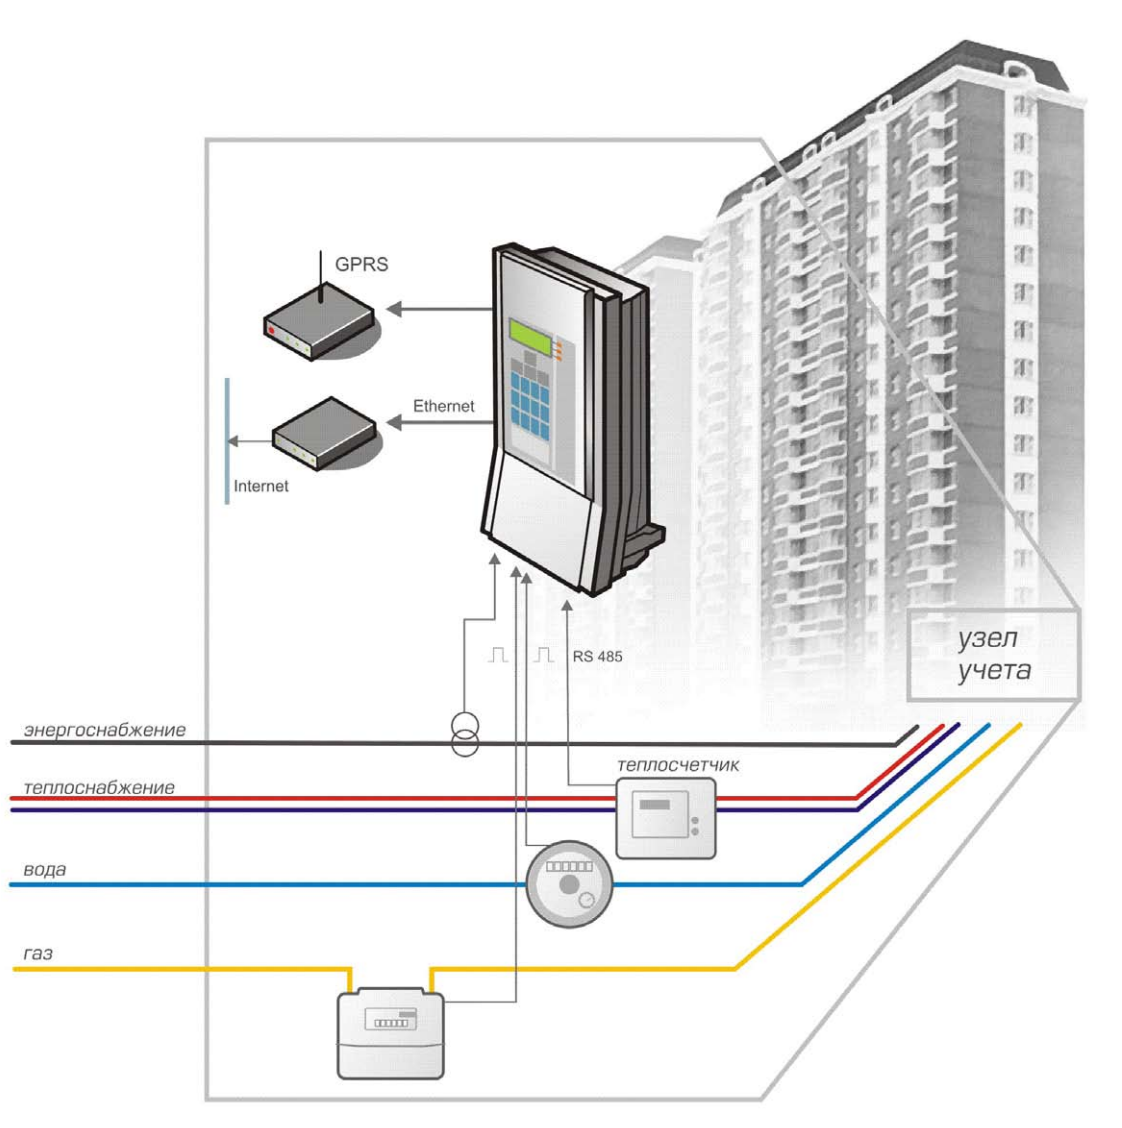 GPRS
Ethernet
Internet
RS 485
узел
учета
энергоснабжение
теплосчетчик
теплоснабжение
вода
газ